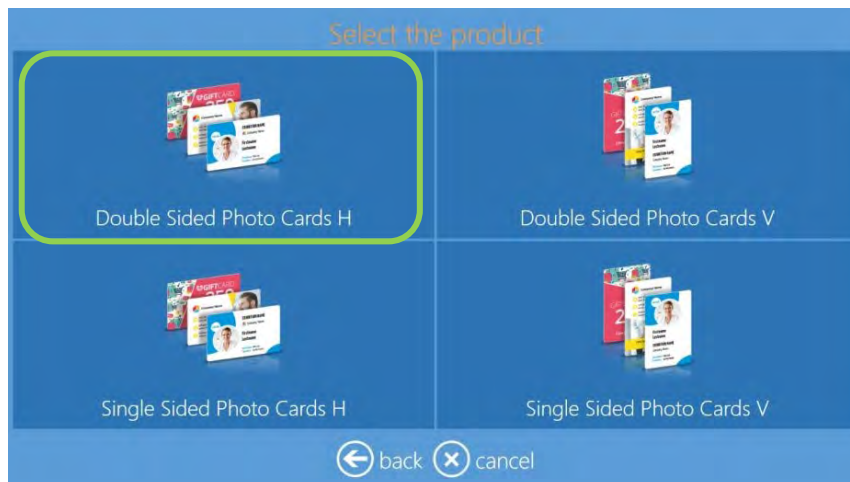 Select the product
Double Sided Photo Cards H
Double Sided Photo Cards V
Single Sided Photo Cards H
Single Sided Photo Cards V
back cancel